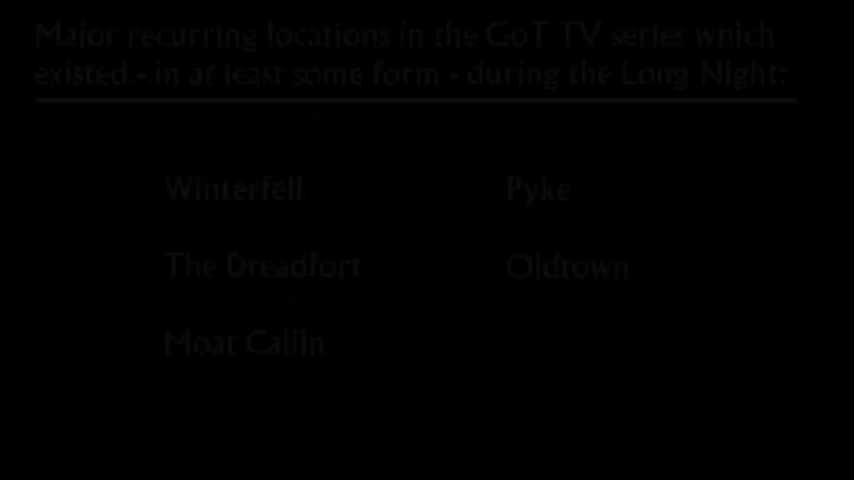 Major recurring locations in the GoT TV series which
existed - in at least some form - during the Long Night:
Winterfell
Pyke
The Dreadfort
Oldtown
Moat Cailin